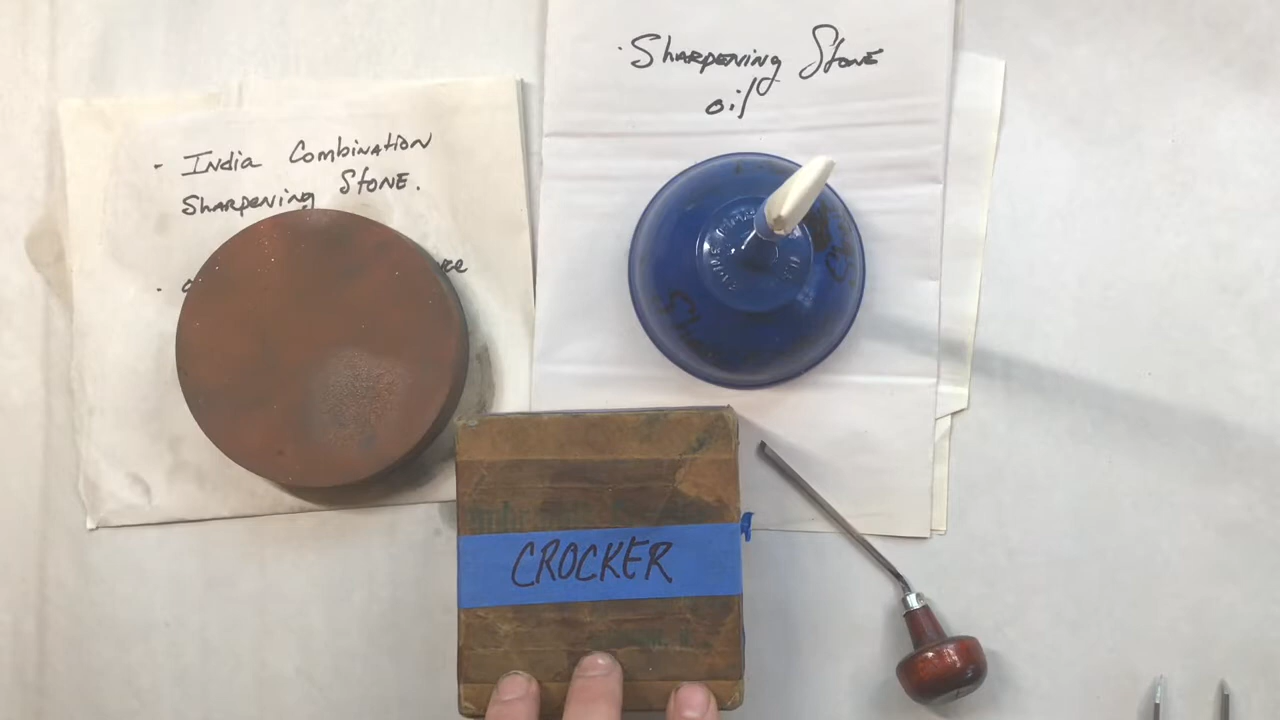 - India Combination
Sharpening Stone.
Sharpening Stone
oil
CROCKER